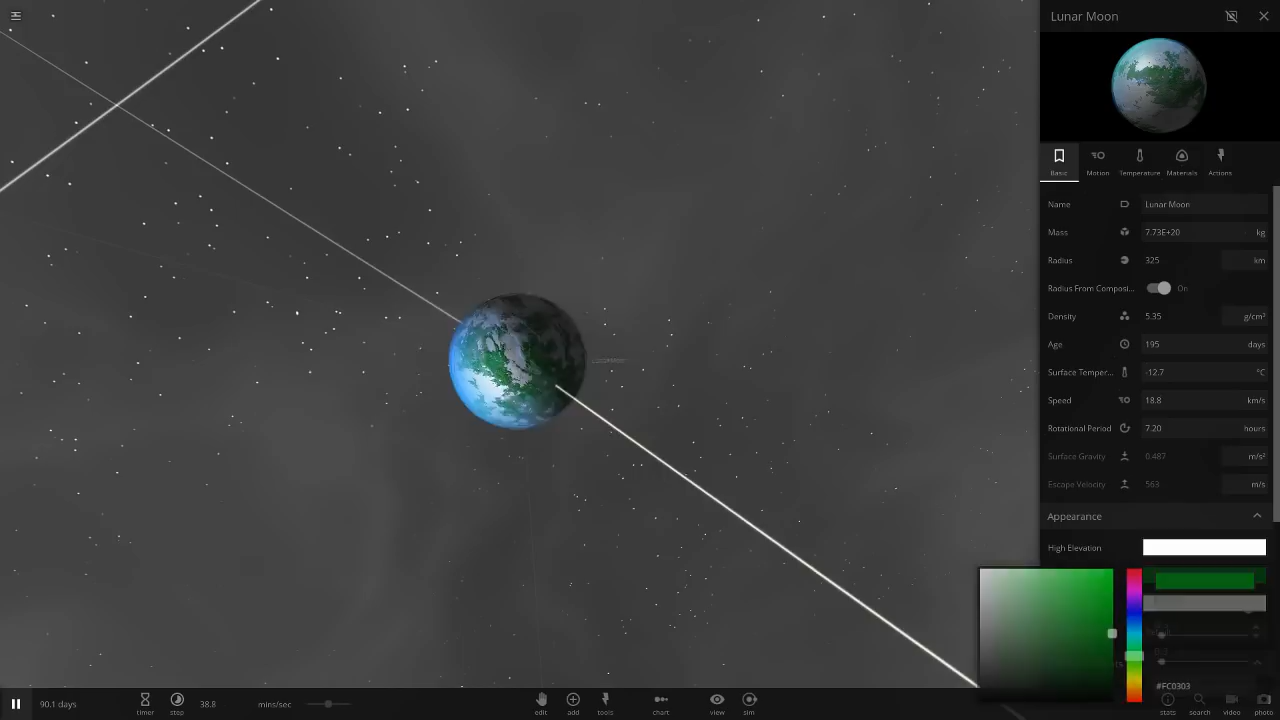 Lunar Moon
Basic
Motion
Temperature
Materials
Actions
Name Lunar Moon
Mass 7.73E+20 kg
Radius 325 km
Radius From Composi... On
Density 5.35 g/cm³
Age 195 days
Surface Temper... -12.7 °C
Speed 18.8 km/s
Rotational Period 7.20 hours
Surface Gravity 0.487 m/s²
Escape Velocity 563 m/s
Appearance
High Elevation
#FC0303
90.1 days
timer
step
38.8 mins/sec
edit
add
tools
chart
view
sim
stats
search
video
photo